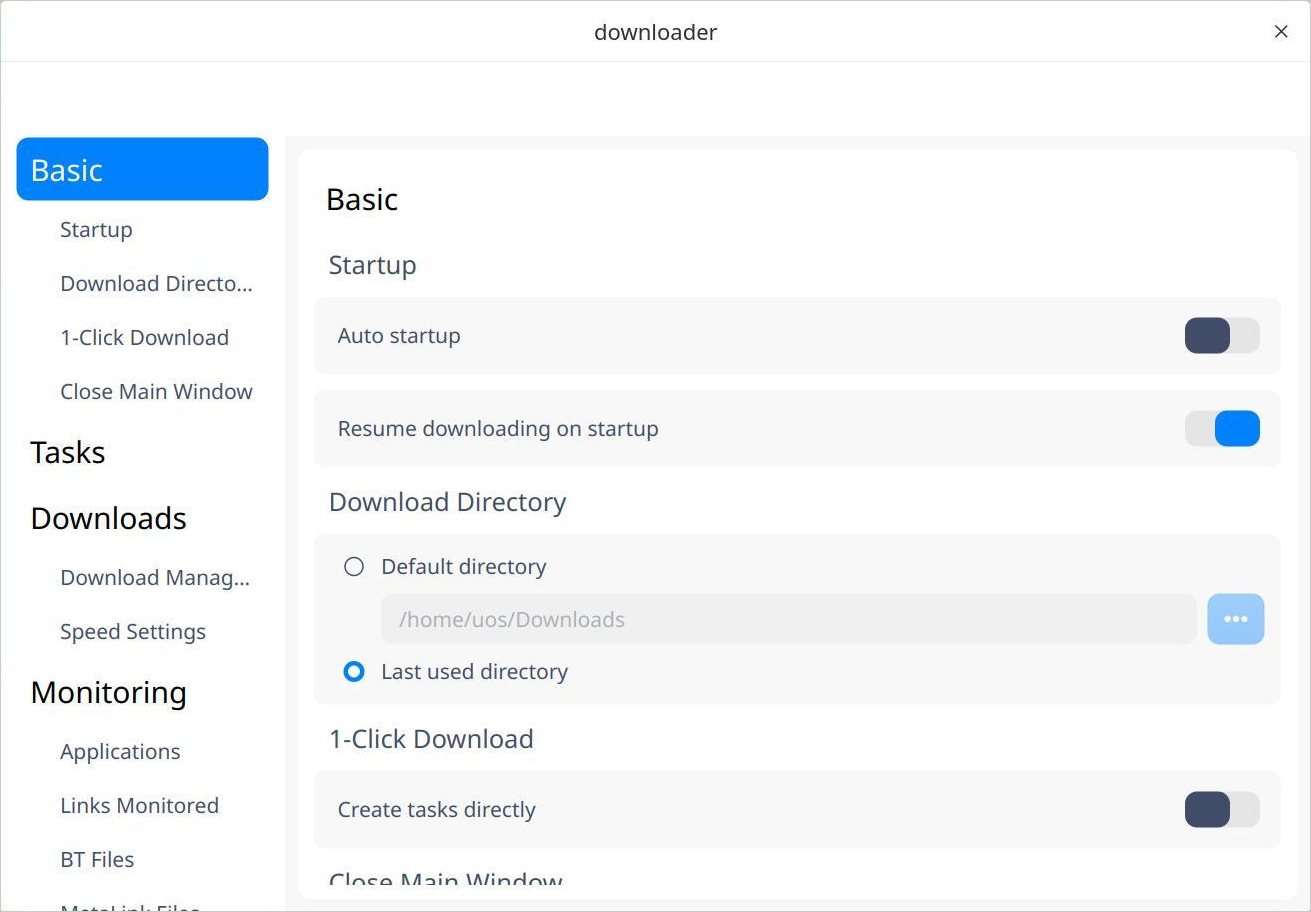 downloader
Basic
Startup
Download Directo...
1-Click Download
Close Main Window
Tasks
Downloads
Download Manag...
Speed Settings
Monitoring
Applications
Links Monitored
BT Files
MetaLink Files
Basic
Startup
Auto startup
Resume downloading on startup
Download Directory
Default directory
/home/uos/Downloads
Last used directory
1-Click Download
Create tasks directly
Close Main Window